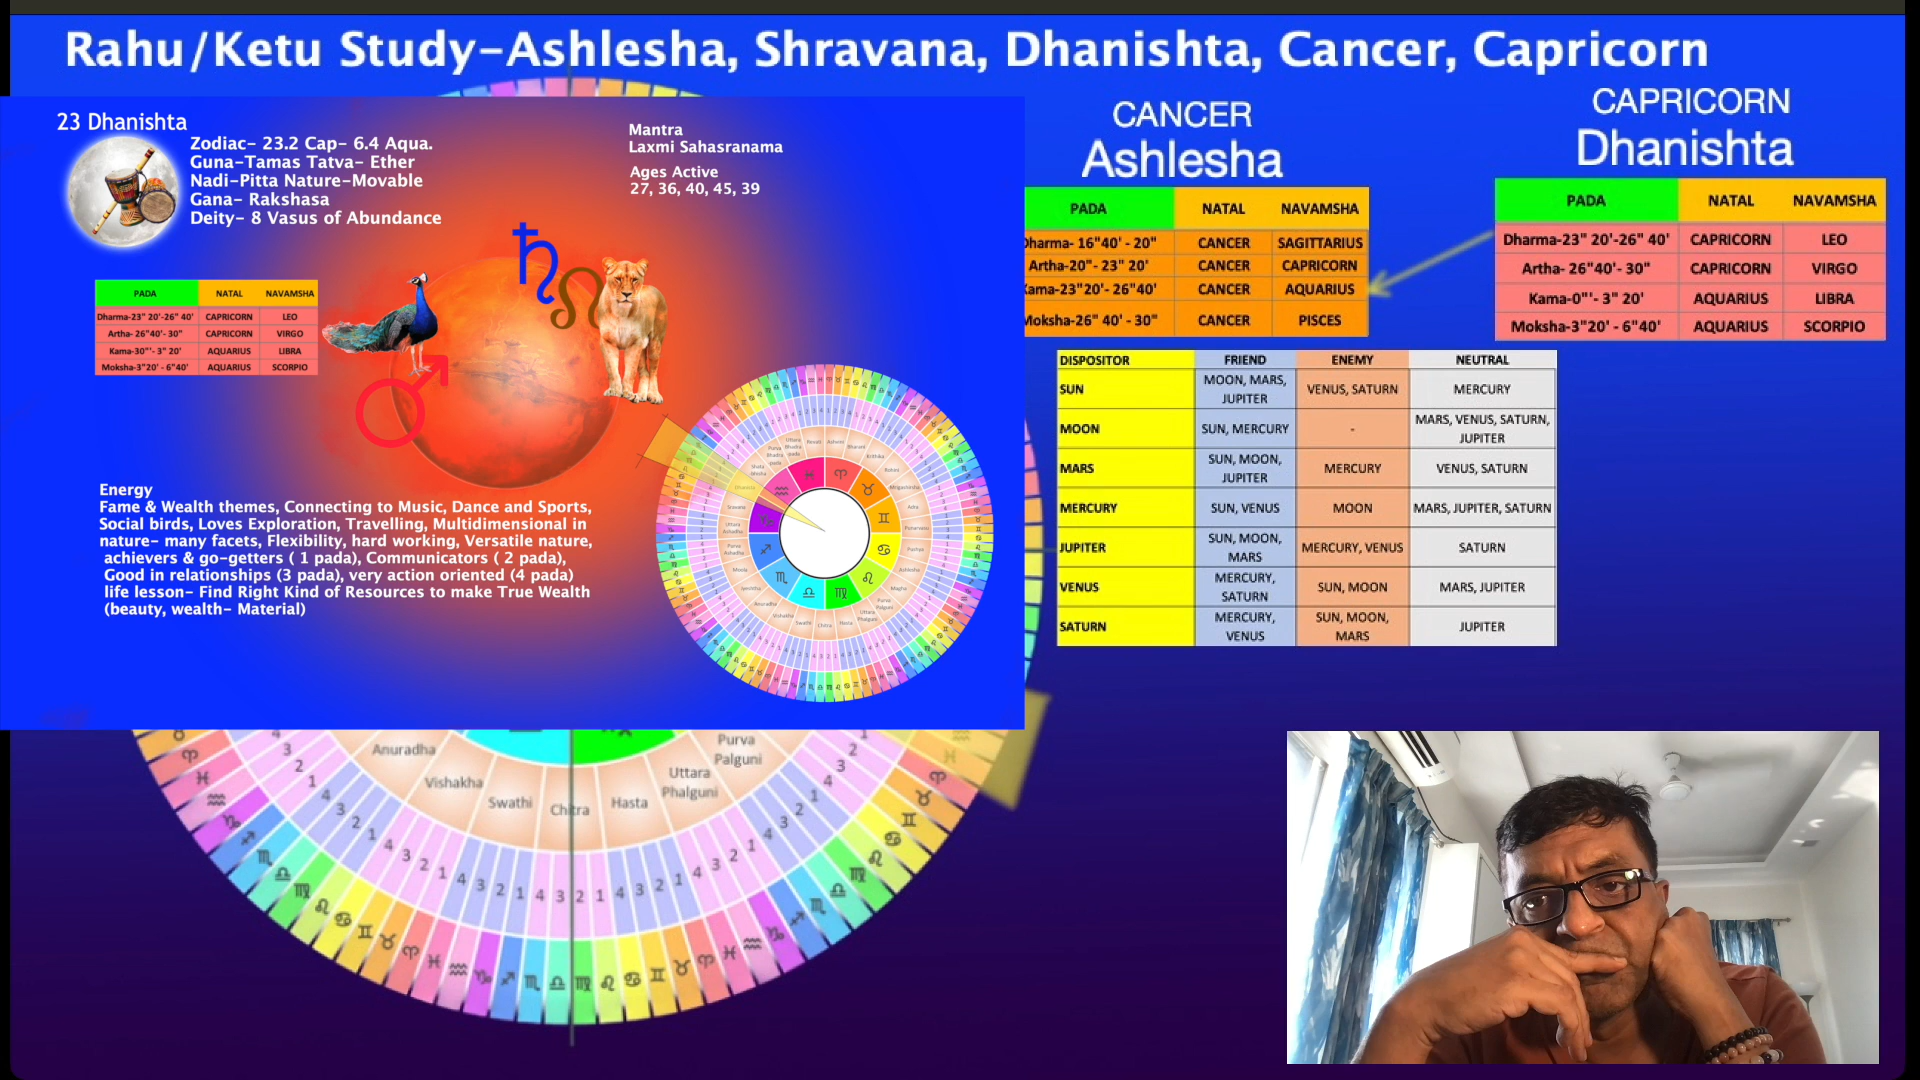 Rahu/Ketu Study-Ashlesha, Shravana, Dhanishta, Cancer, Capricorn
23 Dhanishta
Zodiac- 23.2 Cap- 6.4 Aqua.
Guna-Tamas Tatva- Ether
Nadi-Pitta Nature-Movable
Gana- Rakshasa
Deity- 8 Vasus of Abundance
Mantra
Laxmi Sahasranama
Ages Active
27, 36, 40, 45, 39
PADA NATAL NAVAMSHA
Dharma-23" 20'-26" 40' CAPRICORN LEO
Artha- 26"40'- 30" CAPRICORN VIRGO
Kama-30"'- 3" 20' AQUARIUS LIBRA
Moksha-3"20' - 6"40' AQUARIUS SCORPIO
Energy
Fame & Wealth themes, Connecting to Music, Dance and Sports,
Social birds, Loves Exploration, Travelling, Multidimensional in
nature- many facets, Flexibility, hard working, Versatile nature,
achievers & go-getters ( 1 pada), Communicators ( 2 pada),
Good in relationships (3 pada), very action oriented (4 pada)
life lesson- Find Right Kind of Resources to make True Wealth
(beauty, wealth- Material)
CANCER
Ashlesha
PADA NATAL NAVAMSHA
Dharma- 16"40' - 20" CANCER SAGITTARIUS
Artha-20"- 23" 20' CANCER CAPRICORN
Kama-23"20'- 26"40' CANCER AQUARIUS
Moksha-26" 40' - 30" CANCER PISCES
CAPRICORN
Dhanishta
PADA NATAL NAVAMSHA
Dharma-23" 20'-26" 40' CAPRICORN LEO
Artha- 26"40'- 30" CAPRICORN VIRGO
Kama-0"'- 3" 20' AQUARIUS LIBRA
Moksha-3"20' - 6"40' AQUARIUS SCORPIO
DISPOSITOR FRIEND ENEMY NEUTRAL
SUN MOON, MARS, JUPITER VENUS, SATURN MERCURY
MOON SUN, MERCURY - MARS, VENUS, SATURN, JUPITER
MARS SUN, MOON, JUPITER MERCURY VENUS, SATURN
MERCURY SUN, VENUS MOON MARS, JUPITER, SATURN
JUPITER SUN, MOON, MARS MERCURY, VENUS SATURN
VENUS MERCURY, SATURN SUN, MOON MARS, JUPITER
SATURN MERCURY, VENUS SUN, MOON, MARS JUPITER
Anuradha
Vishakha
Swathi
Chitra
Hasta
Uttara
Phalguni
Purva
Palguni